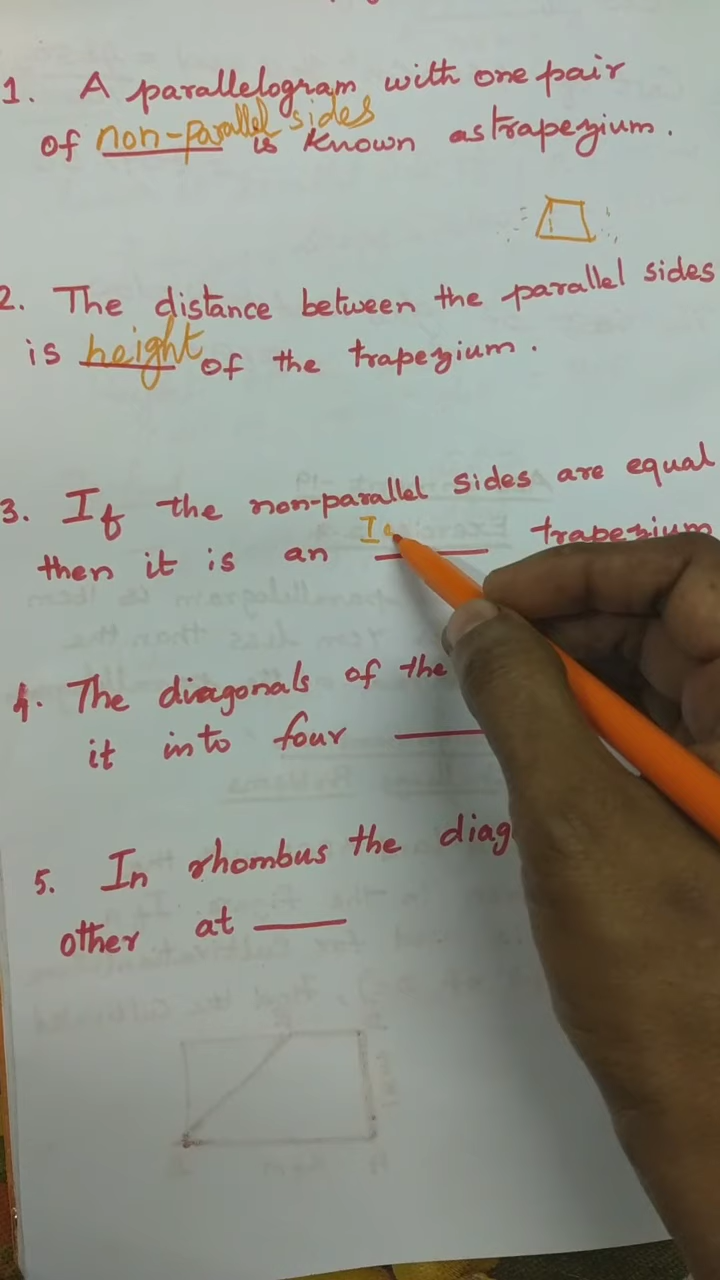 1. A parallelogram with one pair
of non-parallel sides is known as trapezium.
2. The distance between the parallel sides
is height of the trapezium.
3. If the non-parallel sides are equal
then it is an Is trapezium
4. The diagonals of the
it into four
5. In rhombus the diag
other at